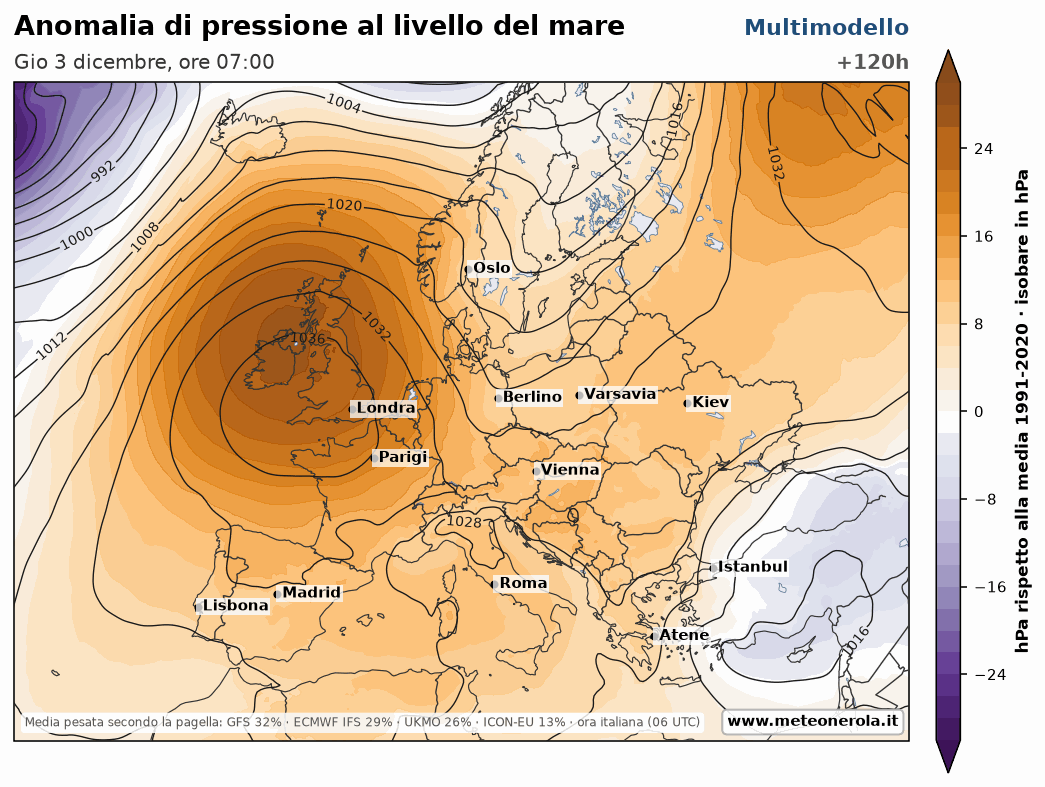 Anomalia di pressione al livello del mare
Multimodello
Gio 3 dicembre, ore 07:00
+120h
1004
1016
992
1032
1020
1000
1008
Oslo
1032
1036
1012
Londra
Berlino
Varsavia
Kiev
Parigi
Vienna
1028
Istanbul
Roma
Madrid
Lisbona
Atene
1016
Media pesata secondo la pagella: GFS 32% · ECMWF IFS 29% · UKMO 26% · ICON-EU 13% · ora italiana (06 UTC)
www.meteonerola.it
24
16
8
0
−8
−16
−24
hPa rispetto alla media 1991-2020 · isobare in hPa